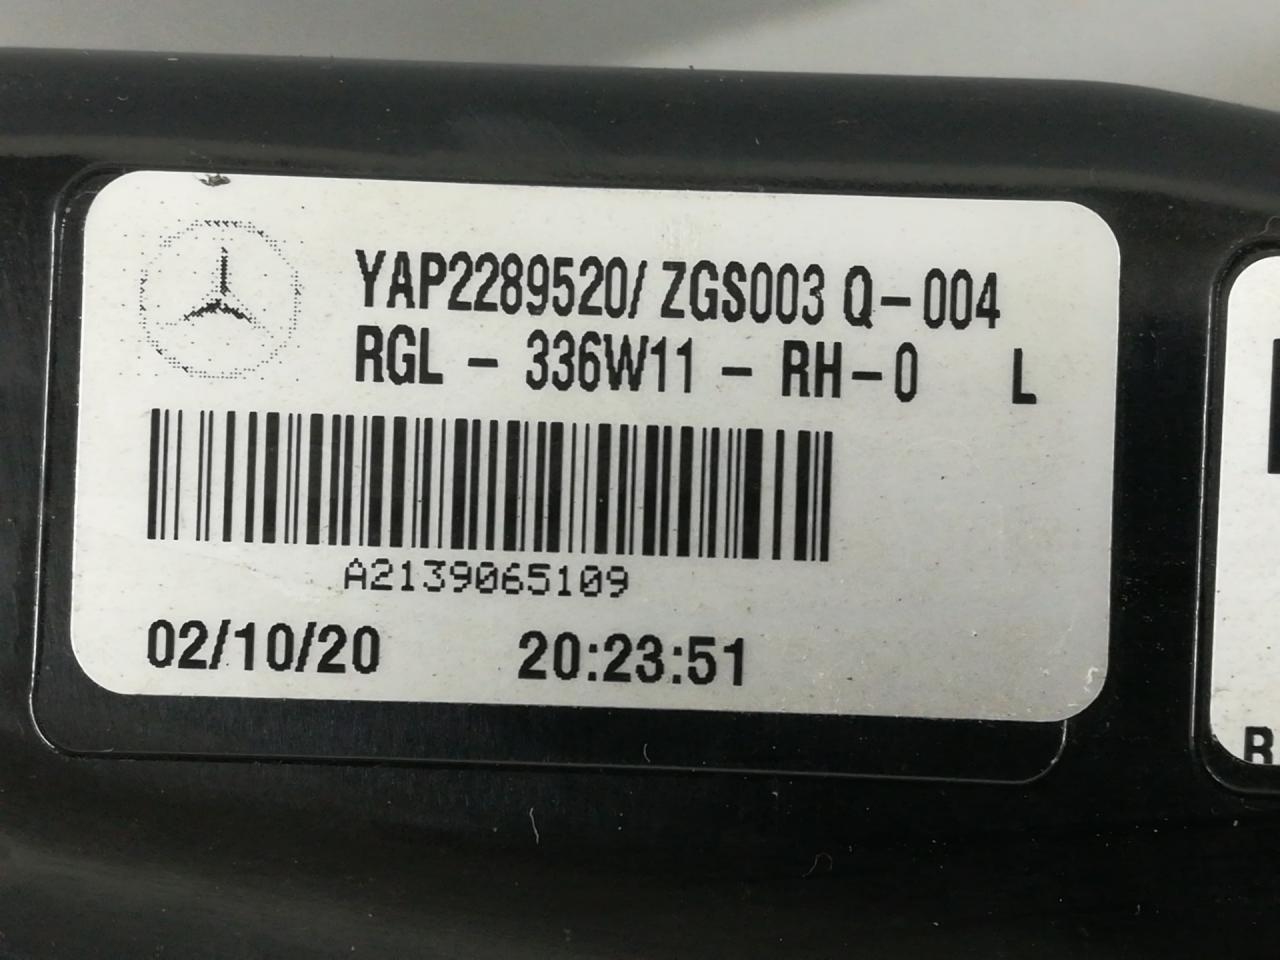 YAP2289520/ ZGS003 Q-004
RGL - 336W11 - RH-0 L
A2139065109
02/10/20 20:23:51
R